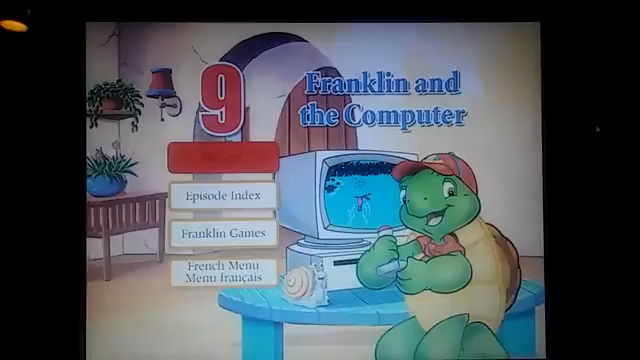 9
Franklin and
the Computer
Episode Index
Franklin Games
French Menu
Menu français